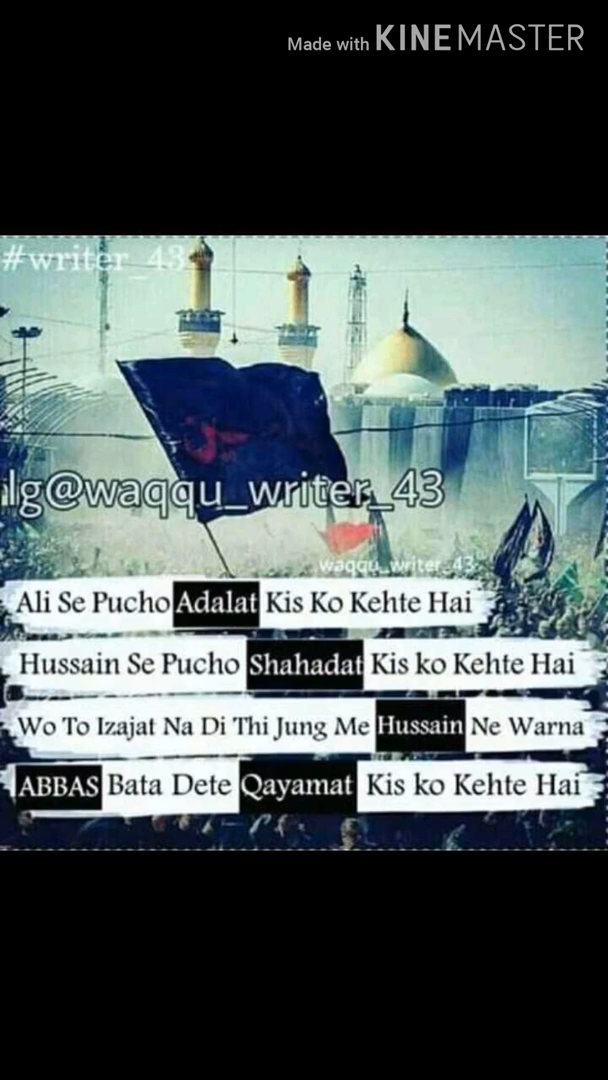 Made with KINEMASTER
#writer_43
Ig@waqqu_writer_43
waqqu_writer_43
Ali Se Pucho Adalat Kis Ko Kehte Hai
Hussain Se Pucho Shahadat Kis ko Kehte Hai
Wo To Izajat Na Di Thi Jung Me Hussain Ne Warna
ABBAS Bata Dete Qayamat Kis ko Kehte Hai